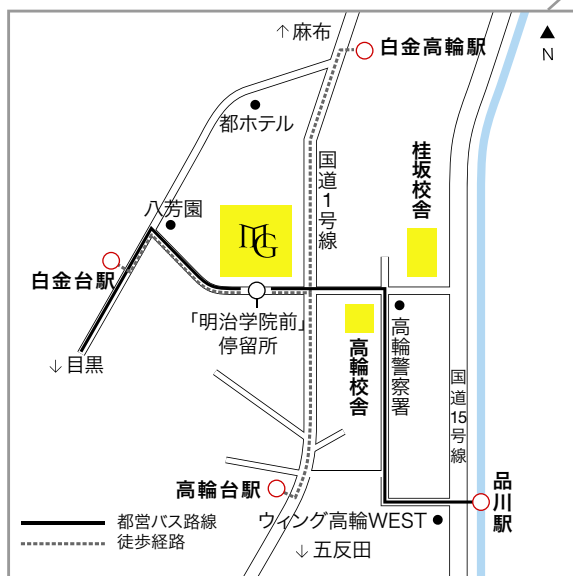 ↑麻布
白金高輪駅
N
都ホテル
国道1号線
桂坂校舎
八芳園
MG
白金台駅
「明治学院前」
停留所
↓目黒
高輪校舎
高輪警察署
国道15号線
高輪台駅
品川駅
ウィング高輪WEST
↓五反田
都営バス路線
徒歩経路